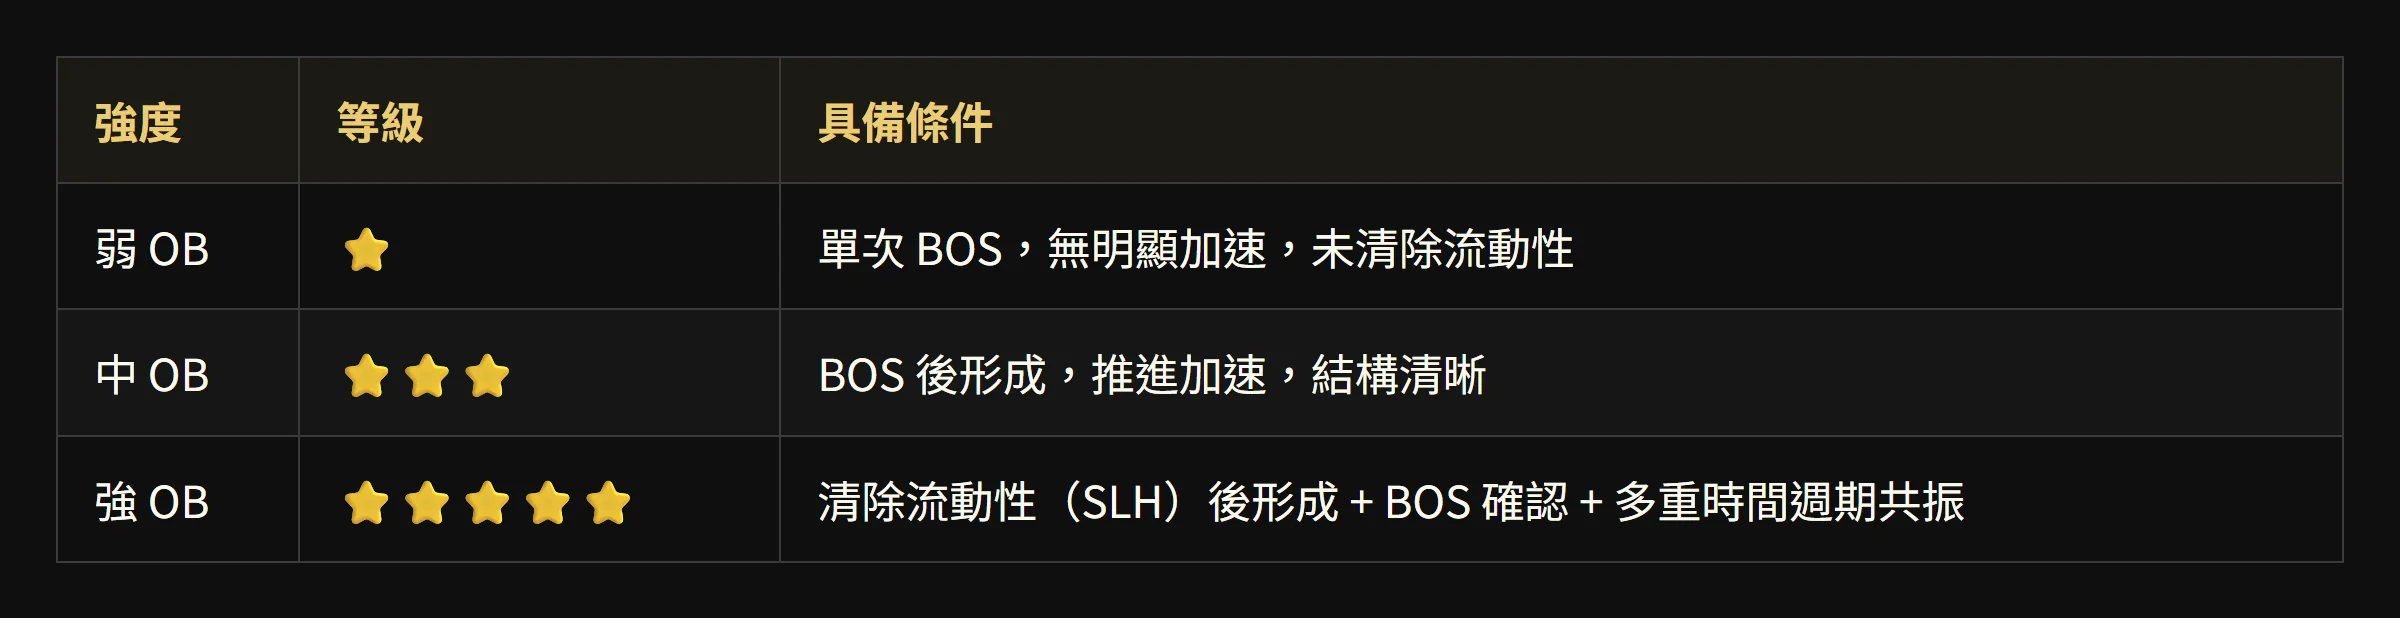 強度 等級 具備條件
弱 OB ⭐ 單次 BOS，無明顯加速，未清除流動性
中 OB ⭐⭐⭐ BOS 後形成，推進加速，結構清晰
強 OB ⭐⭐⭐⭐⭐ 清除流動性（SLH）後形成 + BOS 確認 + 多重時間週期共振